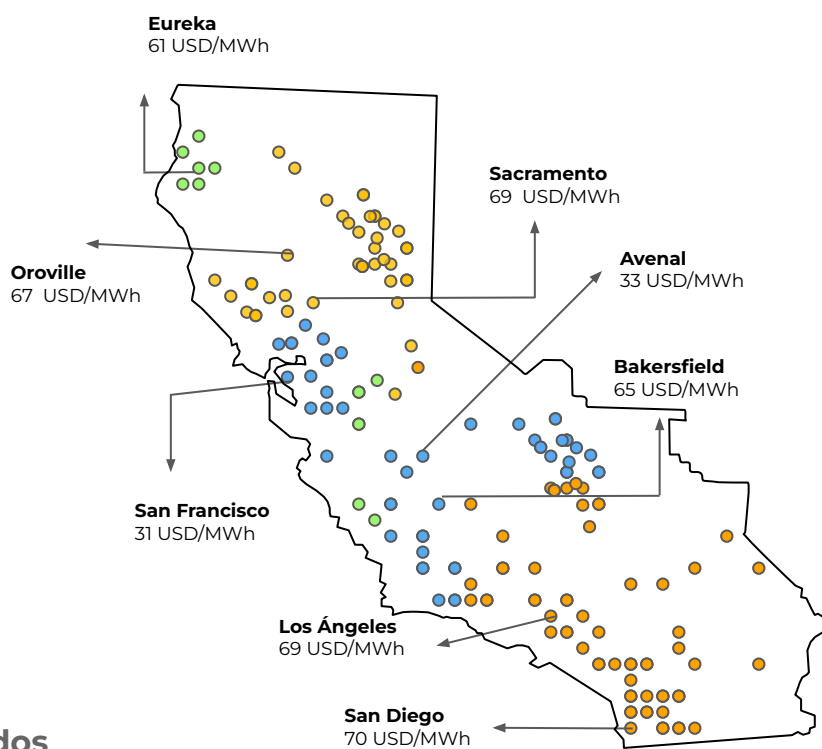 Eureka
61 USD/MWh
Sacramento
69 USD/MWh
Avenal
33 USD/MWh
Oroville
67 USD/MWh
Bakersfield
65 USD/MWh
San Francisco
31 USD/MWh
Los Ángeles
69 USD/MWh
San Diego
70 USD/MWh